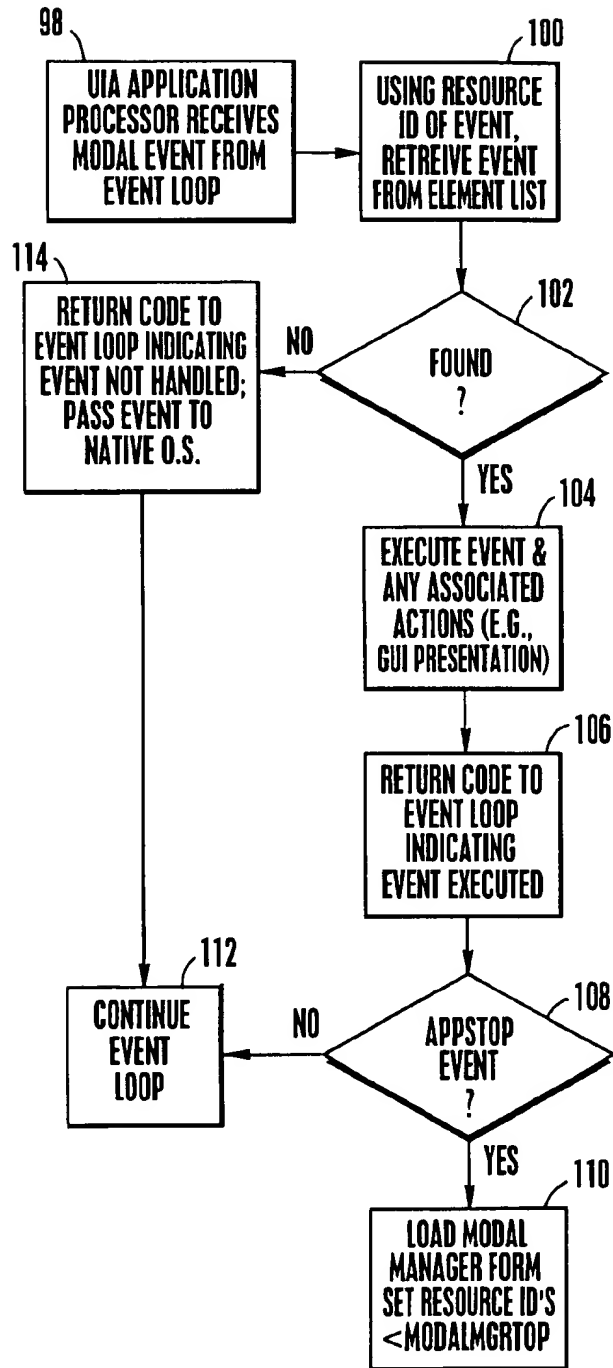 98
UIA APPLICATION
PROCESSOR RECEIVES
MODAL EVENT FROM
EVENT LOOP
100
USING RESOURCE
ID OF EVENT,
RETREIVE EVENT
FROM ELEMENT LIST
102
FOUND
?
NO
YES
114
RETURN CODE TO
EVENT LOOP INDICATING
EVENT NOT HANDLED;
PASS EVENT TO
NATIVE O.S.
104
EXECUTE EVENT &
ANY ASSOCIATED
ACTIONS (E.G.,
GUI PRESENTATION)
106
RETURN CODE TO
EVENT LOOP
INDICATING
EVENT EXECUTED
108
APPSTOP
EVENT
?
NO
YES
112
CONTINUE
EVENT
LOOP
110
LOAD MODAL
MANAGER FORM
SET RESOURCE ID'S
<MODALMGRTOP